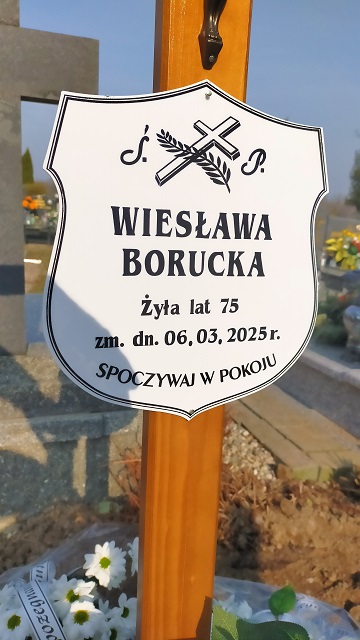 Ś. P.
WIESŁAWA
BORUCKA
Żyła lat 75
zm. dn. 06.03.2025 r.
SPOCZYWAJ W POKOJU